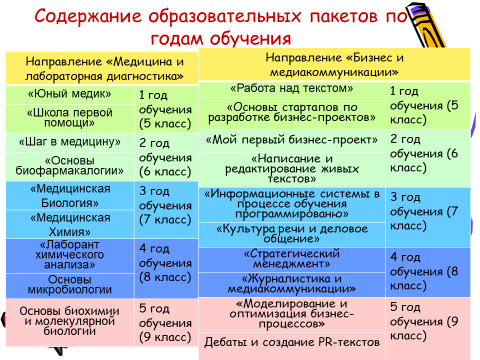 Содержание образовательных пакетов по
годам обучения
Направление «Медицина и
лабораторная диагностика»
«Юный медик»
«Школа первой
помощи»
1 год
обучения
(5 класс)
«Шаг в медицину»
«Основы
биофармакалогии»
2 год
обучения
(6 класс)
«Медицинская
Биология»
«Медицинская
Химия»
3 год
обучения
(7 класс)
«Лаборант
химического
анализа»
Основы
микробиологии
4 год
обучения
(8 класс)
Основы биохимии
и молекулярной
биологии
5 год
обучения
(9 класс)
Направление «Бизнес и
медиакоммуникации»
«Работа над текстом»
«Основы стартапов по
разработке бизнес-проектов»
1 год
обучения (5
класс)
«Мой первый бизнес-проект»
«Написание и
редактирование живых
текстов»
2 год
обучения (6
класс)
«Информационные системы в
процессе обучения
программированию»
«Культура речи и деловое
общение»
3 год
обучения (7
класс)
«Стратегический
менеджмент»
«Журналистика и
медиакоммуникации»
4 год
обучения (8
класс)
«Моделирование и
оптимизация бизнес-
процессов»
Дебаты и создание PR-текстов
5 год
обучения (9
класс)